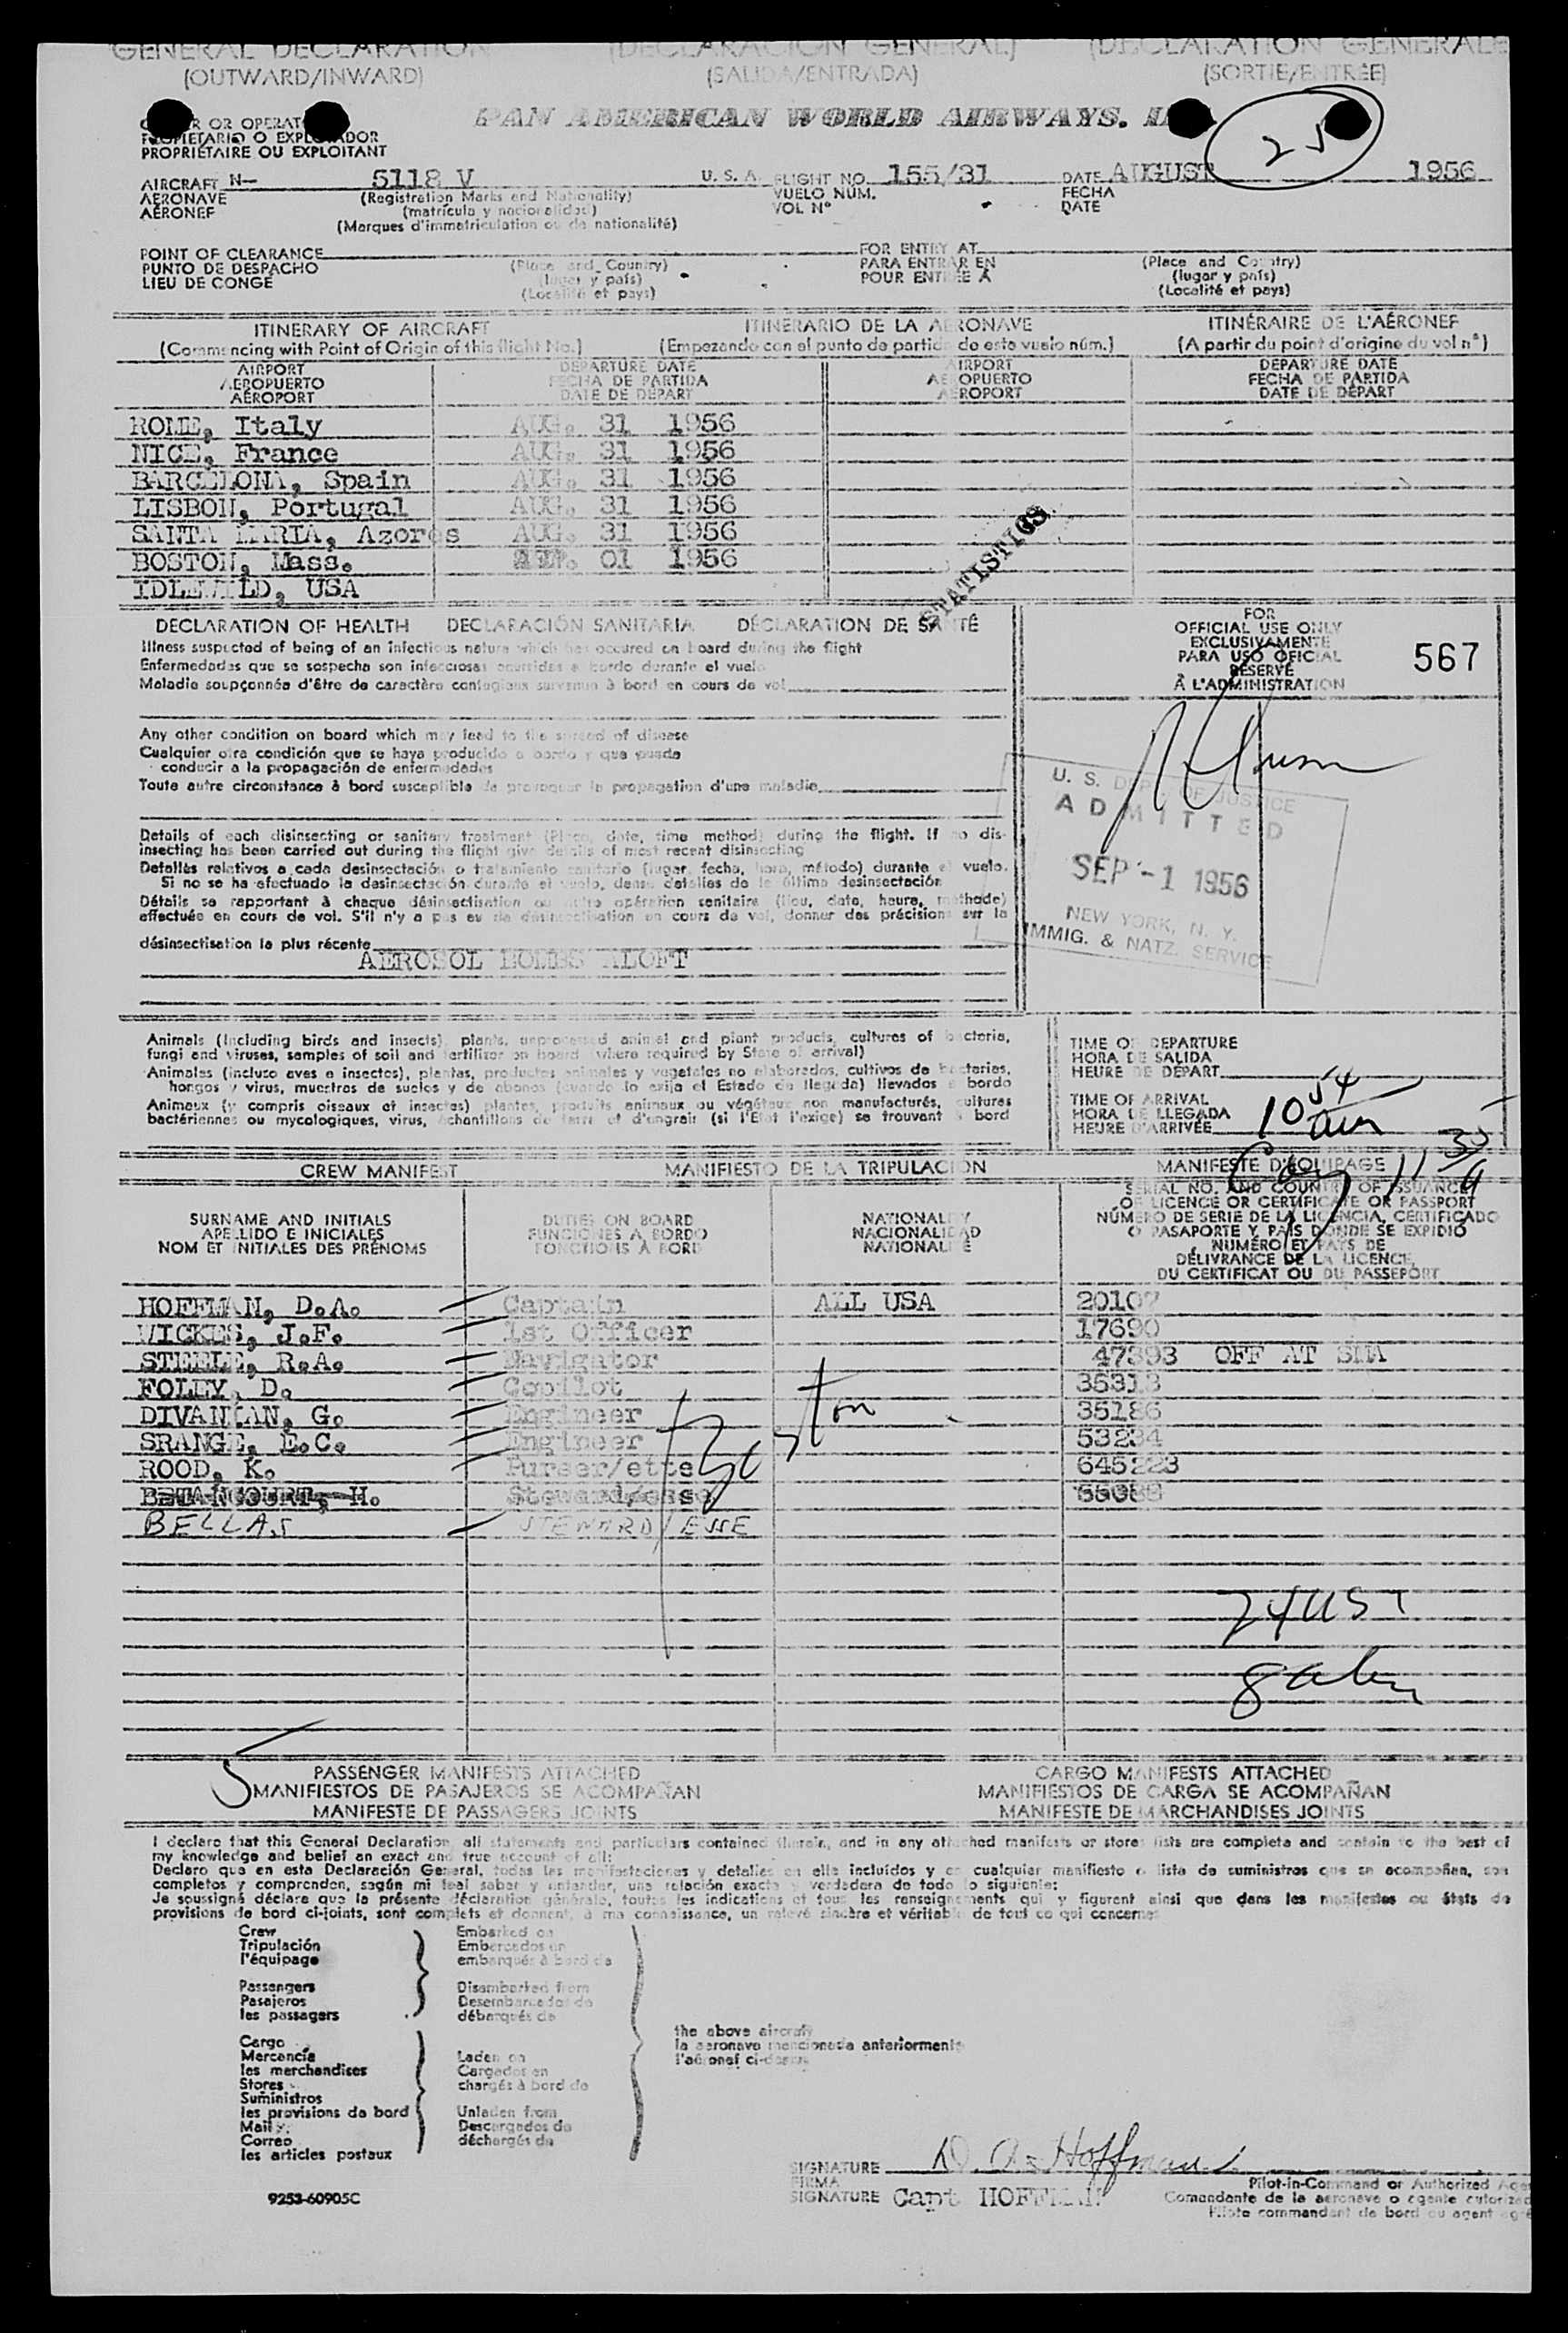 GENERAL DECLARATION (DECLARACION GENERAL) (DECLARATION GENERALE
(OUTWARD/INWARD) (SALIDA/ENTRADA) (SORTIE/ENTRÉE)
PAN AMERICAN WORLD AIRWAYS, 25
R OR OPERAT
PROPIETARIO O EXPLOTADOR
PROPRIÉTAIRE OU EXPLOITANT
AIRCRAFT N- 5118 V U. S. A. FLIGHT NO. 155/31 DATE AUGUST 1956
AERONAVE (Registration Marks and Nationality) VUELO NÚM. FECHA
AÉRONEF (matrícula y nacionalidad) VOL Nº DATE
(Marques d'immatriculation ou de nationalité)
POINT OF CLEARANCE FOR ENTRY AT
PUNTO DE DESPACHO (Place and Country) PARA ENTRAR EN (Place and Country)
LIEU DE CONGÉ (lugar y país) POUR ENTRÉE A (lugar y país)
(Localité et pays) (Localité et pays)
ITINERARY OF AIRCRAFT ITINERARIO DE LA AERONAVE ITINÉRAIRE DE L'AÉRONEF
(Commencing with Point of Origin of this flight No.) (Empezando con el punto de partida de este vuelo núm.) (A partir du point d'origine du vol nº)
AIRPORT DEPARTURE DATE AIRPORT DEPARTURE DATE
AEROPUERTO FECHA DE PARTIDA AEROPUERTO FECHA DE PARTIDA
AÉROPORT DATE DE DÉPART AÉROPORT DATE DE DÉPART
ROME, Italy AUG. 31 1956
NICE, France AUG. 31 1956
BARCELONA, Spain AUG. 31 1956
LISBON, Portugal AUG. 31 1956
SANTA MARIA, Azores AUG. 31 1956
BOSTON, Mass. SEP. 01 1956
IDLEWILD, USA
STATISTICS
DECLARATION OF HEALTH DECLARACIÓN SANITARIA DÉCLARATION DE SANTÉ
Illness suspected of being of an infectious nature which has occured on board during the flight
Enfermedades que se sospecha son infecciosas ocurridas a bordo durante el vuelo
Maladie soupçonnée d'être de caractère contagieux survenue à bord en cours de vol
FOR
OFFICIAL USE ONLY
EXCLUSIVAMENTE
PARA USO OFICIAL 567
RÉSERVÉ
À L'ADMINISTRATION
Any other condition on board which may lead to the spread of disease
Cualquier otra condición que se haya producido a bordo y que pueda
conducir a la propagación de enfermedades
Toute autre circonstance à bord susceptible de provoquer la propagation d'une maladie
U. S. DEPT. OF JUSTICE
ADMITTED
SEP -1 1956
NEW YORK, N. Y.
IMMIG. & NATZ. SERVICE
Details of each disinsecting or sanitary treatment (Place, date, time method) during the flight. If no dis-
insecting has been carried out during the flight give details of most recent disinsecting
Detalles relativos a cada desinsectación o tratamiento sanitario (lugar, fecha, hora, método) durante el vuelo.
Si no se ha efectuado la desinsectación durante el vuelo, dense detalles de la última desinsectación
Détails se rapportant à chaque désinsectisation ou autre opération sanitaire (lieu, date, heure, méthode)
effectuée en cours de vol. S'il n'y a pas eu de désinsectisation en cours de vol, donner des précisions sur la
désinsectisation la plus récente
AEROSOL BOMBS ALOFT
Animals (Including birds and insects), plants, unprocessed animal and plant products, cultures of bacteria,
fungi and viruses, samples of soil and fertilizer on board (where required by State of arrival)
Animales (incluso aves e insectos), plantas, productos animales y vegetales no elaborados, cultivos de bacterias,
hongos y virus, muestras de suelos y de abonos (cuando lo exija el Estado de llegada) llevados a bordo
Animaux (y compris oiseaux et insectes) plantes, produits animaux ou végétaux non manufacturés, cultures
bactériennes ou mycologiques, virus, échantillons de terre et d'engrais (si l'État l'exige) se trouvant à bord
TIME OF DEPARTURE
HORA DE SALIDA
HEURE DE DÉPART
TIME OF ARRIVAL
HORA DE LLEGADA 10 54 am
HEURE D'ARRIVÉE
CREW MANIFEST MANIFIESTO DE LA TRIPULACIÓN MANIFESTE D'ÉQUIPAGE
SURNAME AND INITIALS DUTIES ON BOARD NATIONALITY
APELLIDO E INICIALES FUNCIONES A BORDO NACIONALIDAD
NOM ET INITIALES DES PRÉNOMS FONCTIONS À BORD NATIONALITÉ
SERIAL NO. AND COUNTRY OF ISSUANCE
OF LICENCE OR CERTIFICATE OR PASSPORT
NÚMERO DE SERIE DE LA LICENCIA, CERTIFICADO
O PASAPORTE Y PAÍS DONDE SE EXPIDIÓ
NUMÉRO ET PAYS DE
DÉLIVRANCE DE LA LICENCE,
DU CERTIFICAT OU DU PASSEPORT
HOFFMAN, D.A. Captain ALL USA 20107
WICKES, J.F. 1st Officer 17690
STEELE, R.A. Navigator 47393 OFF AT SMA
FOLEY, D. Copilot 35313
DIVANIAN, G. Engineer 35186
SRANGE, E.C. Engineer 53234
ROOD, K. Purser/ette 645223
BETANCOURT, H. Steward/esse
BELLAS STEWARD/ESSE
Boston
24 US
8 alien
PASSENGER MANIFESTS ATTACHED CARGO MANIFESTS ATTACHED
5 MANIFIESTOS DE PASAJEROS SE ACOMPAÑAN MANIFIESTOS DE CARGA SE ACOMPAÑAN
MANIFESTE DE PASSAGERS JOINTS MANIFESTE DE MARCHANDISES JOINTS
I declare that this General Declaration, all statements and particulars contained therein, and in any attached manifests or stores lists are complete and contain to the best of
my knowledge and belief an exact and true account of all:
Declaro que en esta Declaración General, todas las manifestaciones y detalles en ella incluídos y en cualquier manifiesto o lista de suministros que se acompañen, son
completos y comprenden, según mi leal saber y entender, una relación exacta y verdadera de todo lo siguiente:
Je soussigné déclare que la présente déclaration générale, toutes les indications et tous les renseignements qui y figurent ainsi que dans les manifestes ou états de
provisions de bord ci-joints, sont complets et donnent, à ma connaissance, un relevé sincère et véritable de tout ce qui concerne:
Crew Embarked on
Tripulación Embarcados en
l'équipage embarqués à bord de
Passengers Disembarked from
Pasajeros Desembarcados de
les passagers débarqués de
the above aircraft
Cargo la aeronave mencionada anteriormente
Mercancía Laden on l'aéronef ci-dessus
les merchandises Cargados en
Stores chargés à bord de
Suministros
les provisions de bord Unladen from
Mail Descargados de
Correo déchargés de
les articles postaux
SIGNATURE D. A. Hoffman
FIRMA Pilot-in-Command or Authorized Agen
SIGNATURE Capt HOFFMAN Comandante de la aeronave o agente autorizad
Pilote commandant de bord ou agent agré
9253-60905C